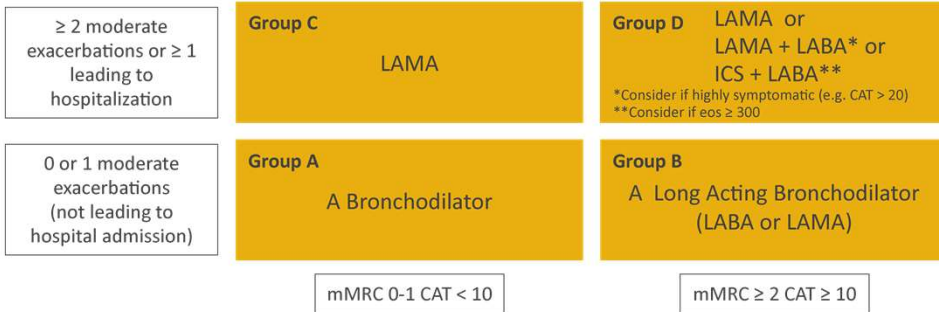 ≥ 2 moderate
exacerbations or ≥ 1
leading to
hospitalization
Group C
LAMA
Group D
LAMA or
LAMA + LABA* or
ICS + LABA**
*Consider if highly symptomatic (e.g. CAT > 20)
**Consider if eos ≥ 300
0 or 1 moderate
exacerbations
(not leading to
hospital admission)
Group A
A Bronchodilator
Group B
A Long Acting Bronchodilator
(LABA or LAMA)
mMRC 0-1 CAT < 10
mMRC ≥ 2 CAT ≥ 10